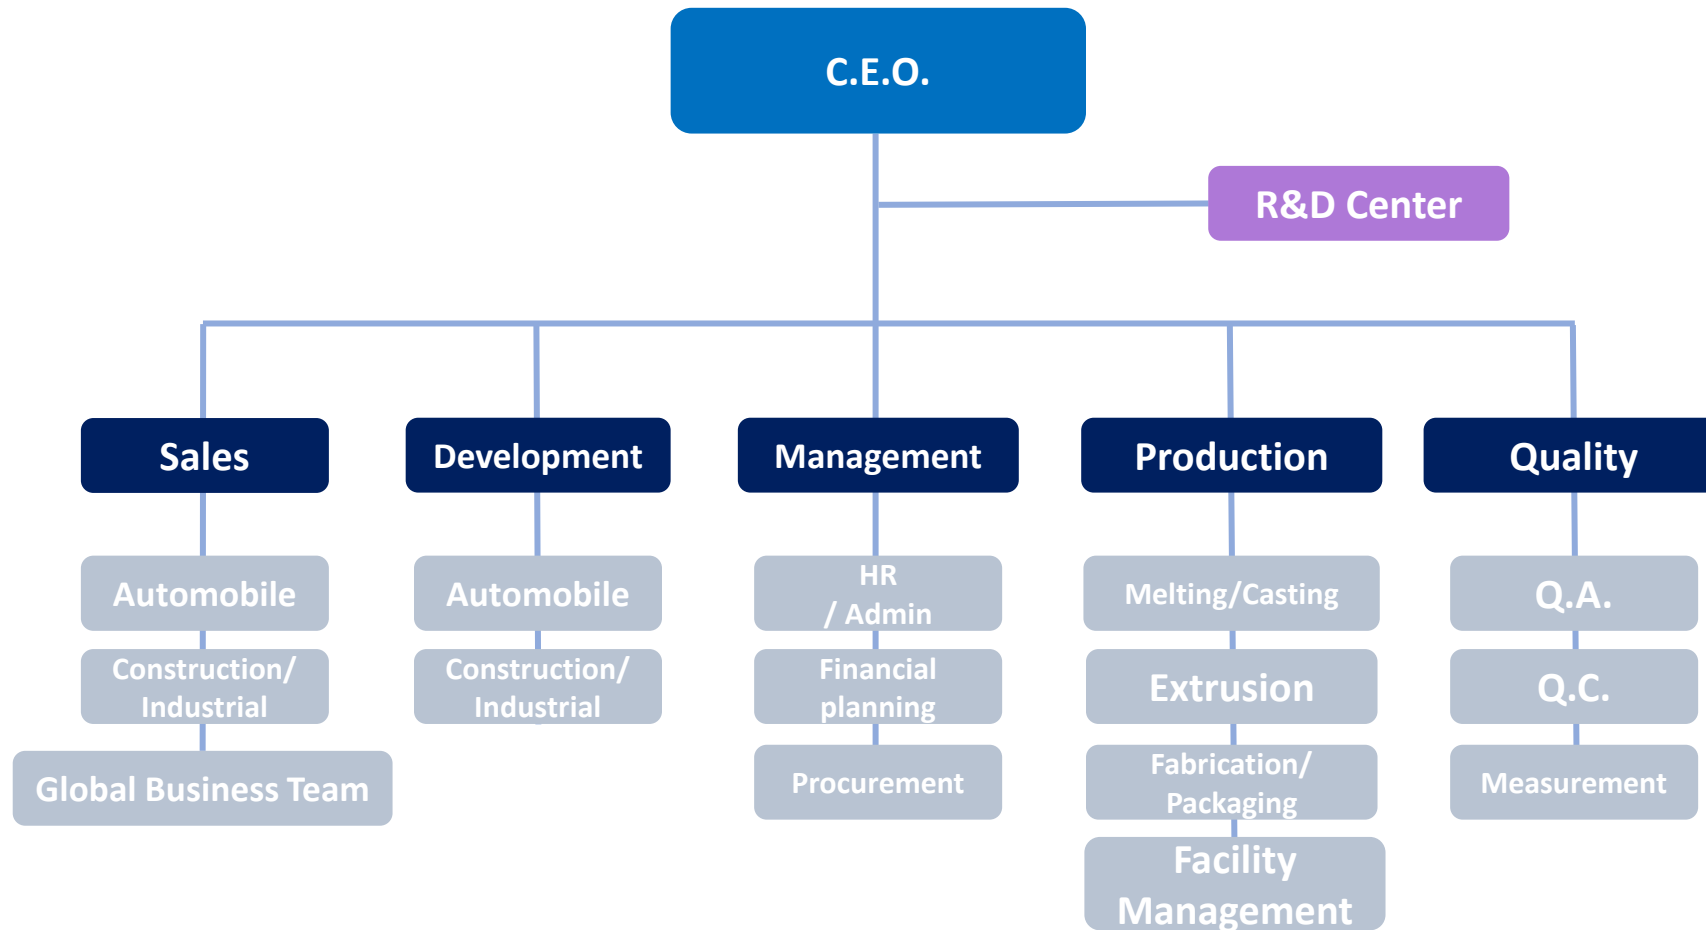 C.E.O.
R&D Center
Sales
Development
Management
Production
Quality
Automobile
Construction/
Industrial
Global Business Team
Automobile
Construction/
Industrial
HR
/ Admin
Financial
planning
Procurement
Melting/Casting
Extrusion
Fabrication/
Packaging
Facility
Management
Q.A.
Q.C.
Measurement